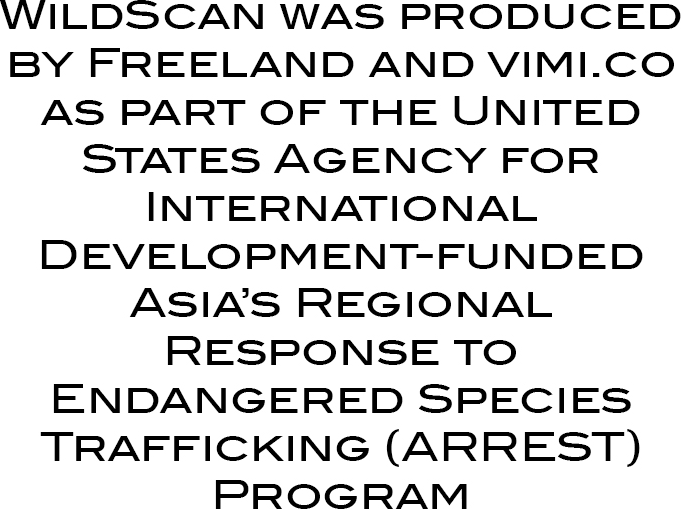 WildScan was produced
by Freeland and vimi.co
as part of the United
States Agency for
International
Development-funded
Asia’s Regional
Response to
Endangered Species
Trafficking (ARREST)
Program